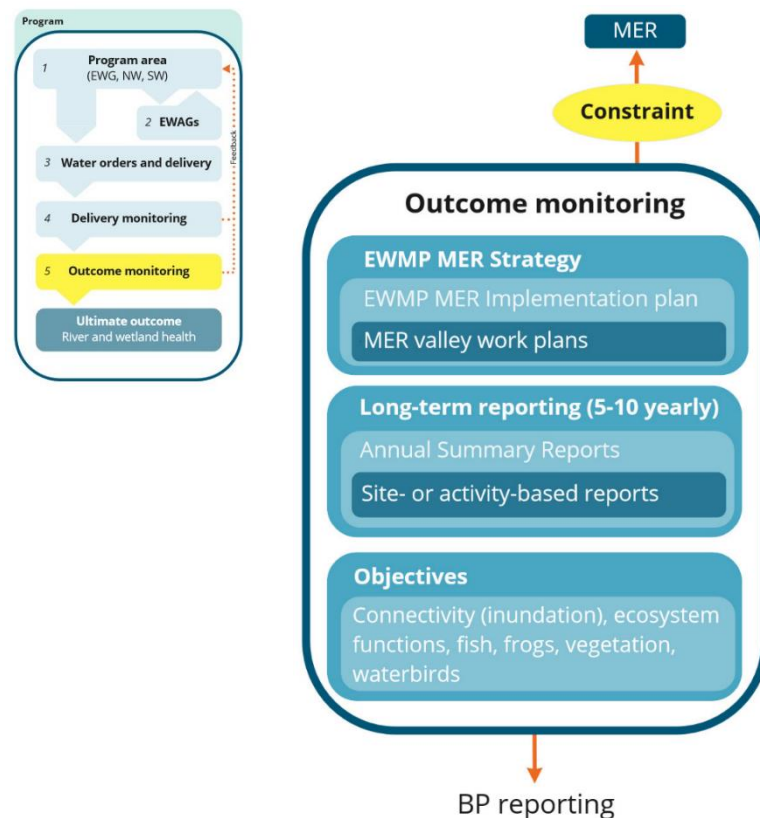 Program
1
Program area
(EWG, NW, SW)
2 EWAGs
3 Water orders and delivery
4 Delivery monitoring
5 Outcome monitoring
Ultimate outcome
River and wetland health
Feedback
MER
Constraint
Outcome monitoring
EWMP MER Strategy
EWMP MER Implementation plan
MER valley work plans
Long-term reporting (5-10 yearly)
Annual Summary Reports
Site- or activity-based reports
Objectives
Connectivity (inundation), ecosystem
functions, fish, frogs, vegetation,
waterbirds
BP reporting